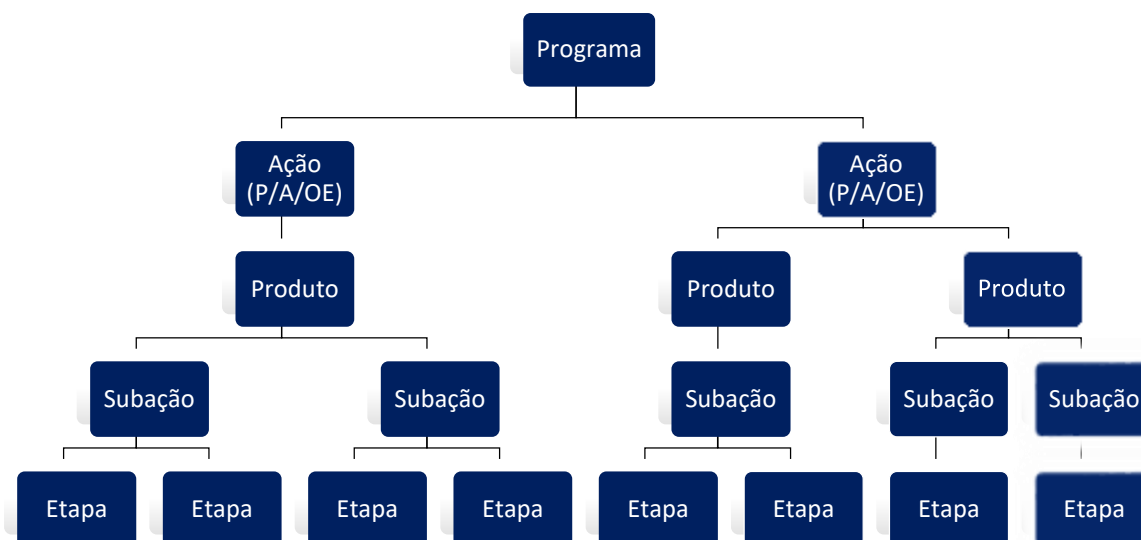 Programa
Ação
(P/A/OE)
Ação
(P/A/OE)
Produto
Produto
Produto
Subação
Subação
Subação
Subação
Subação
Etapa
Etapa
Etapa
Etapa
Etapa
Etapa
Etapa
Etapa